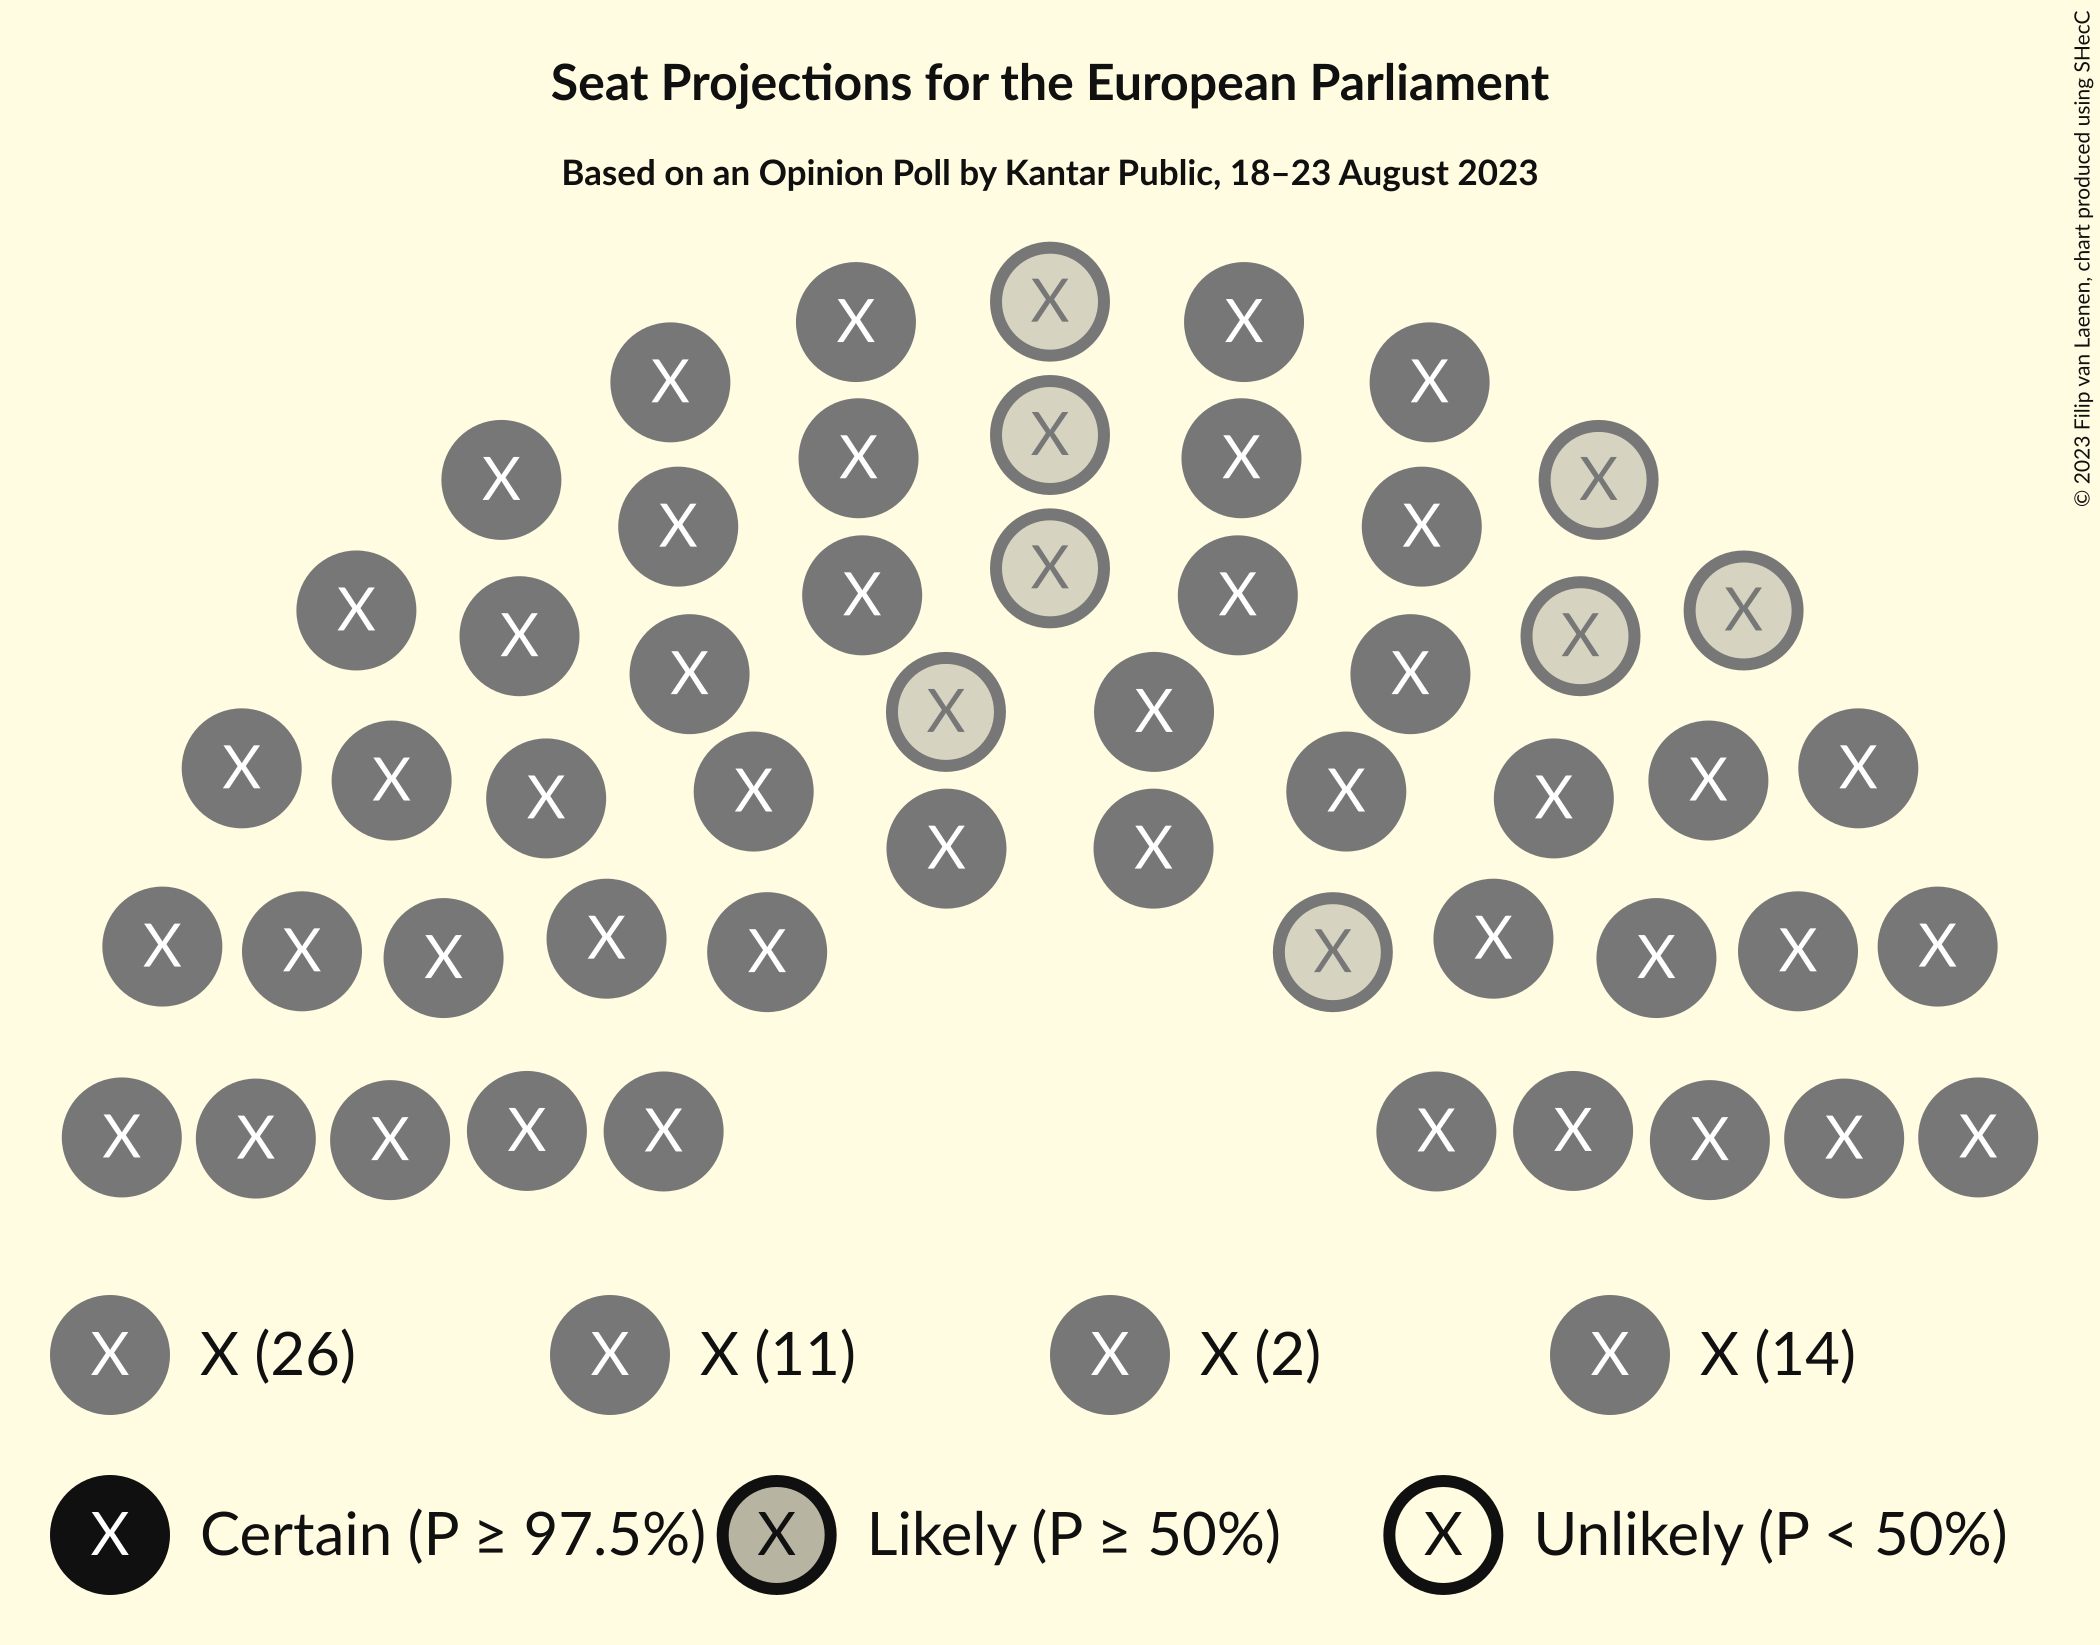 © 2023 Filip van Laenen, chart produced using SHecC
Seat Projections for the European Parliament
Based on an Opinion Poll by Kantar Public, 18–23 August 2023
X X X
X X
X X X
X X
X X
X X X
X X X X
X X X X
X X X X X X X X
X X
X X X X X X X X X X
X X X X X X X X X X
X X (26) X X (11) X X (2) X X (14)
X Certain (P ≥ 97.5%) X Likely (P ≥ 50%) X Unlikely (P < 50%)